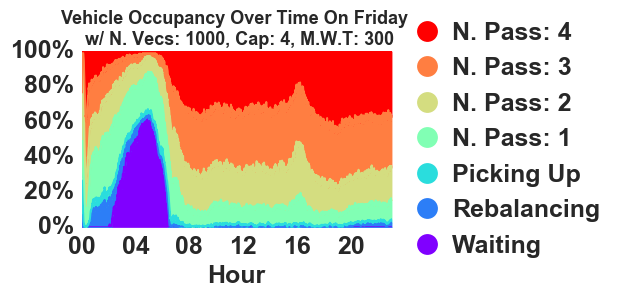 Vehicle Occupancy Over Time On Friday
w/ N. Vecs: 1000, Cap: 4, M.W.T: 300
100%
80%
60%
40%
20%
0%
00 04 08 12 16 20
Hour
N. Pass: 4
N. Pass: 3
N. Pass: 2
N. Pass: 1
Picking Up
Rebalancing
Waiting